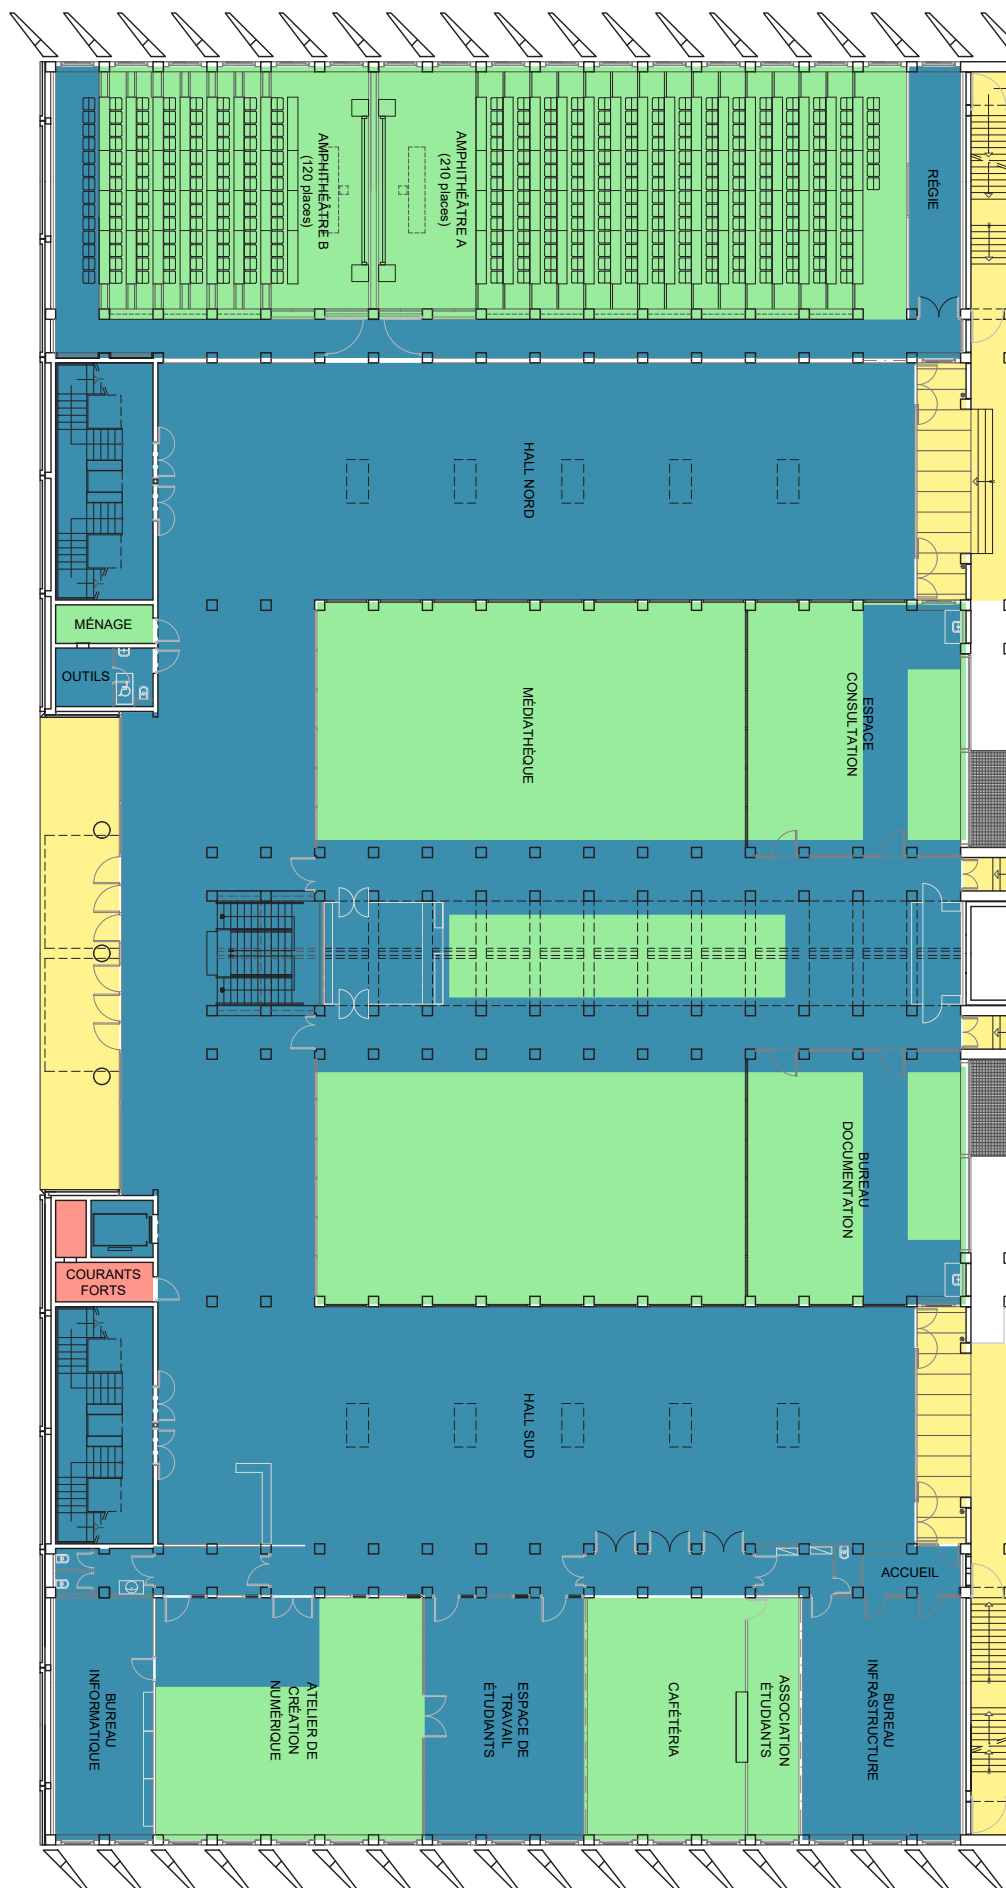 RÉGIE
AMPHITHÉÂTRE A
(210 places)
AMPHITHÉÂTRE B
(120 places)
HALL NORD
MÉNAGE
OUTILS
MÉDIATHÈQUE
ESPACE
CONSULTATION
BUREAU
DOCUMENTATION
COURANTS
FORTS
HALL SUD
ACCUEIL
BUREAU
INFORMATIQUE
ATELIER DE
CRÉATION
NUMÉRIQUE
ESPACE DE
TRAVAIL
ÉTUDIANTS
CAFÉTÉRIA
ASSOCIATION
ÉTUDIANTS
BUREAU
INFRASTRUCTURE